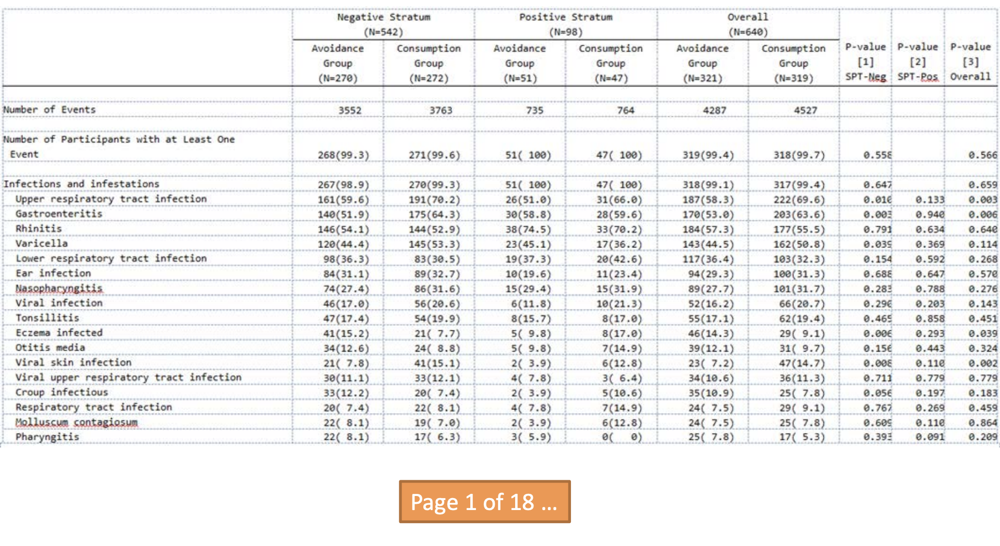 Negative Stratum Positive Stratum Overall
(N=542) (N=98) (N=640)
Avoidance Consumption Avoidance Consumption Avoidance Consumption P-value P-value P-value
Group Group Group Group Group Group [1] [2] [3]
(N=270) (N=272) (N=51) (N=47) (N=321) (N=319) SPT-Neg SPT-Pos Overall
Number of Events 3552 3763 735 764 4287 4527
Number of Participants with at Least One
Event 268(99.3) 271(99.6) 51( 100) 47( 100) 319(99.4) 318(99.7) 0.558 0.566
Infections and infestations 267(98.9) 270(99.3) 51( 100) 47( 100) 318(99.1) 317(99.4) 0.647 0.659
Upper respiratory tract infection 161(59.6) 191(70.2) 26(51.0) 31(66.0) 187(58.3) 222(69.6) 0.010 0.133 0.003
Gastroenteritis 140(51.9) 175(64.3) 30(58.8) 28(59.6) 170(53.0) 203(63.6) 0.003 0.940 0.006
Rhinitis 146(54.1) 144(52.9) 38(74.5) 33(70.2) 184(57.3) 177(55.5) 0.791 0.634 0.640
Varicella 120(44.4) 145(53.3) 23(45.1) 17(36.2) 143(44.5) 162(50.8) 0.039 0.369 0.114
Lower respiratory tract infection 98(36.3) 83(30.5) 19(37.3) 20(42.6) 117(36.4) 103(32.3) 0.154 0.592 0.268
Ear infection 84(31.1) 89(32.7) 10(19.6) 11(23.4) 94(29.3) 100(31.3) 0.688 0.647 0.570
Nasopharyngitis 74(27.4) 86(31.6) 15(29.4) 15(31.9) 89(27.7) 101(31.7) 0.283 0.788 0.276
Viral infection 46(17.0) 56(20.6) 6(11.8) 10(21.3) 52(16.2) 66(20.7) 0.290 0.203 0.143
Tonsillitis 47(17.4) 54(19.9) 8(15.7) 8(17.0) 55(17.1) 62(19.4) 0.465 0.858 0.451
Eczema infected 41(15.2) 21( 7.7) 5( 9.8) 8(17.0) 46(14.3) 29( 9.1) 0.006 0.293 0.039
Otitis media 34(12.6) 24( 8.8) 5( 9.8) 7(14.9) 39(12.1) 31( 9.7) 0.156 0.443 0.324
Viral skin infection 21( 7.8) 41(15.1) 2( 3.9) 6(12.8) 23( 7.2) 47(14.7) 0.008 0.110 0.002
Viral upper respiratory tract infection 30(11.1) 33(12.1) 4( 7.8) 3( 6.4) 34(10.6) 36(11.3) 0.711 0.779 0.779
Croup infectious 33(12.2) 20( 7.4) 2( 3.9) 5(10.6) 35(10.9) 25( 7.8) 0.056 0.197 0.183
Respiratory tract infection 20( 7.4) 22( 8.1) 4( 7.8) 7(14.9) 24( 7.5) 29( 9.1) 0.767 0.269 0.459
Molluscum contagiosum 22( 8.1) 19( 7.0) 2( 3.9) 6(12.8) 24( 7.5) 25( 7.8) 0.609 0.110 0.864
Pharyngitis 22( 8.1) 17( 6.3) 3( 5.9) 0( 0) 25( 7.8) 17( 5.3) 0.393 0.091 0.209
Page 1 of 18 ...